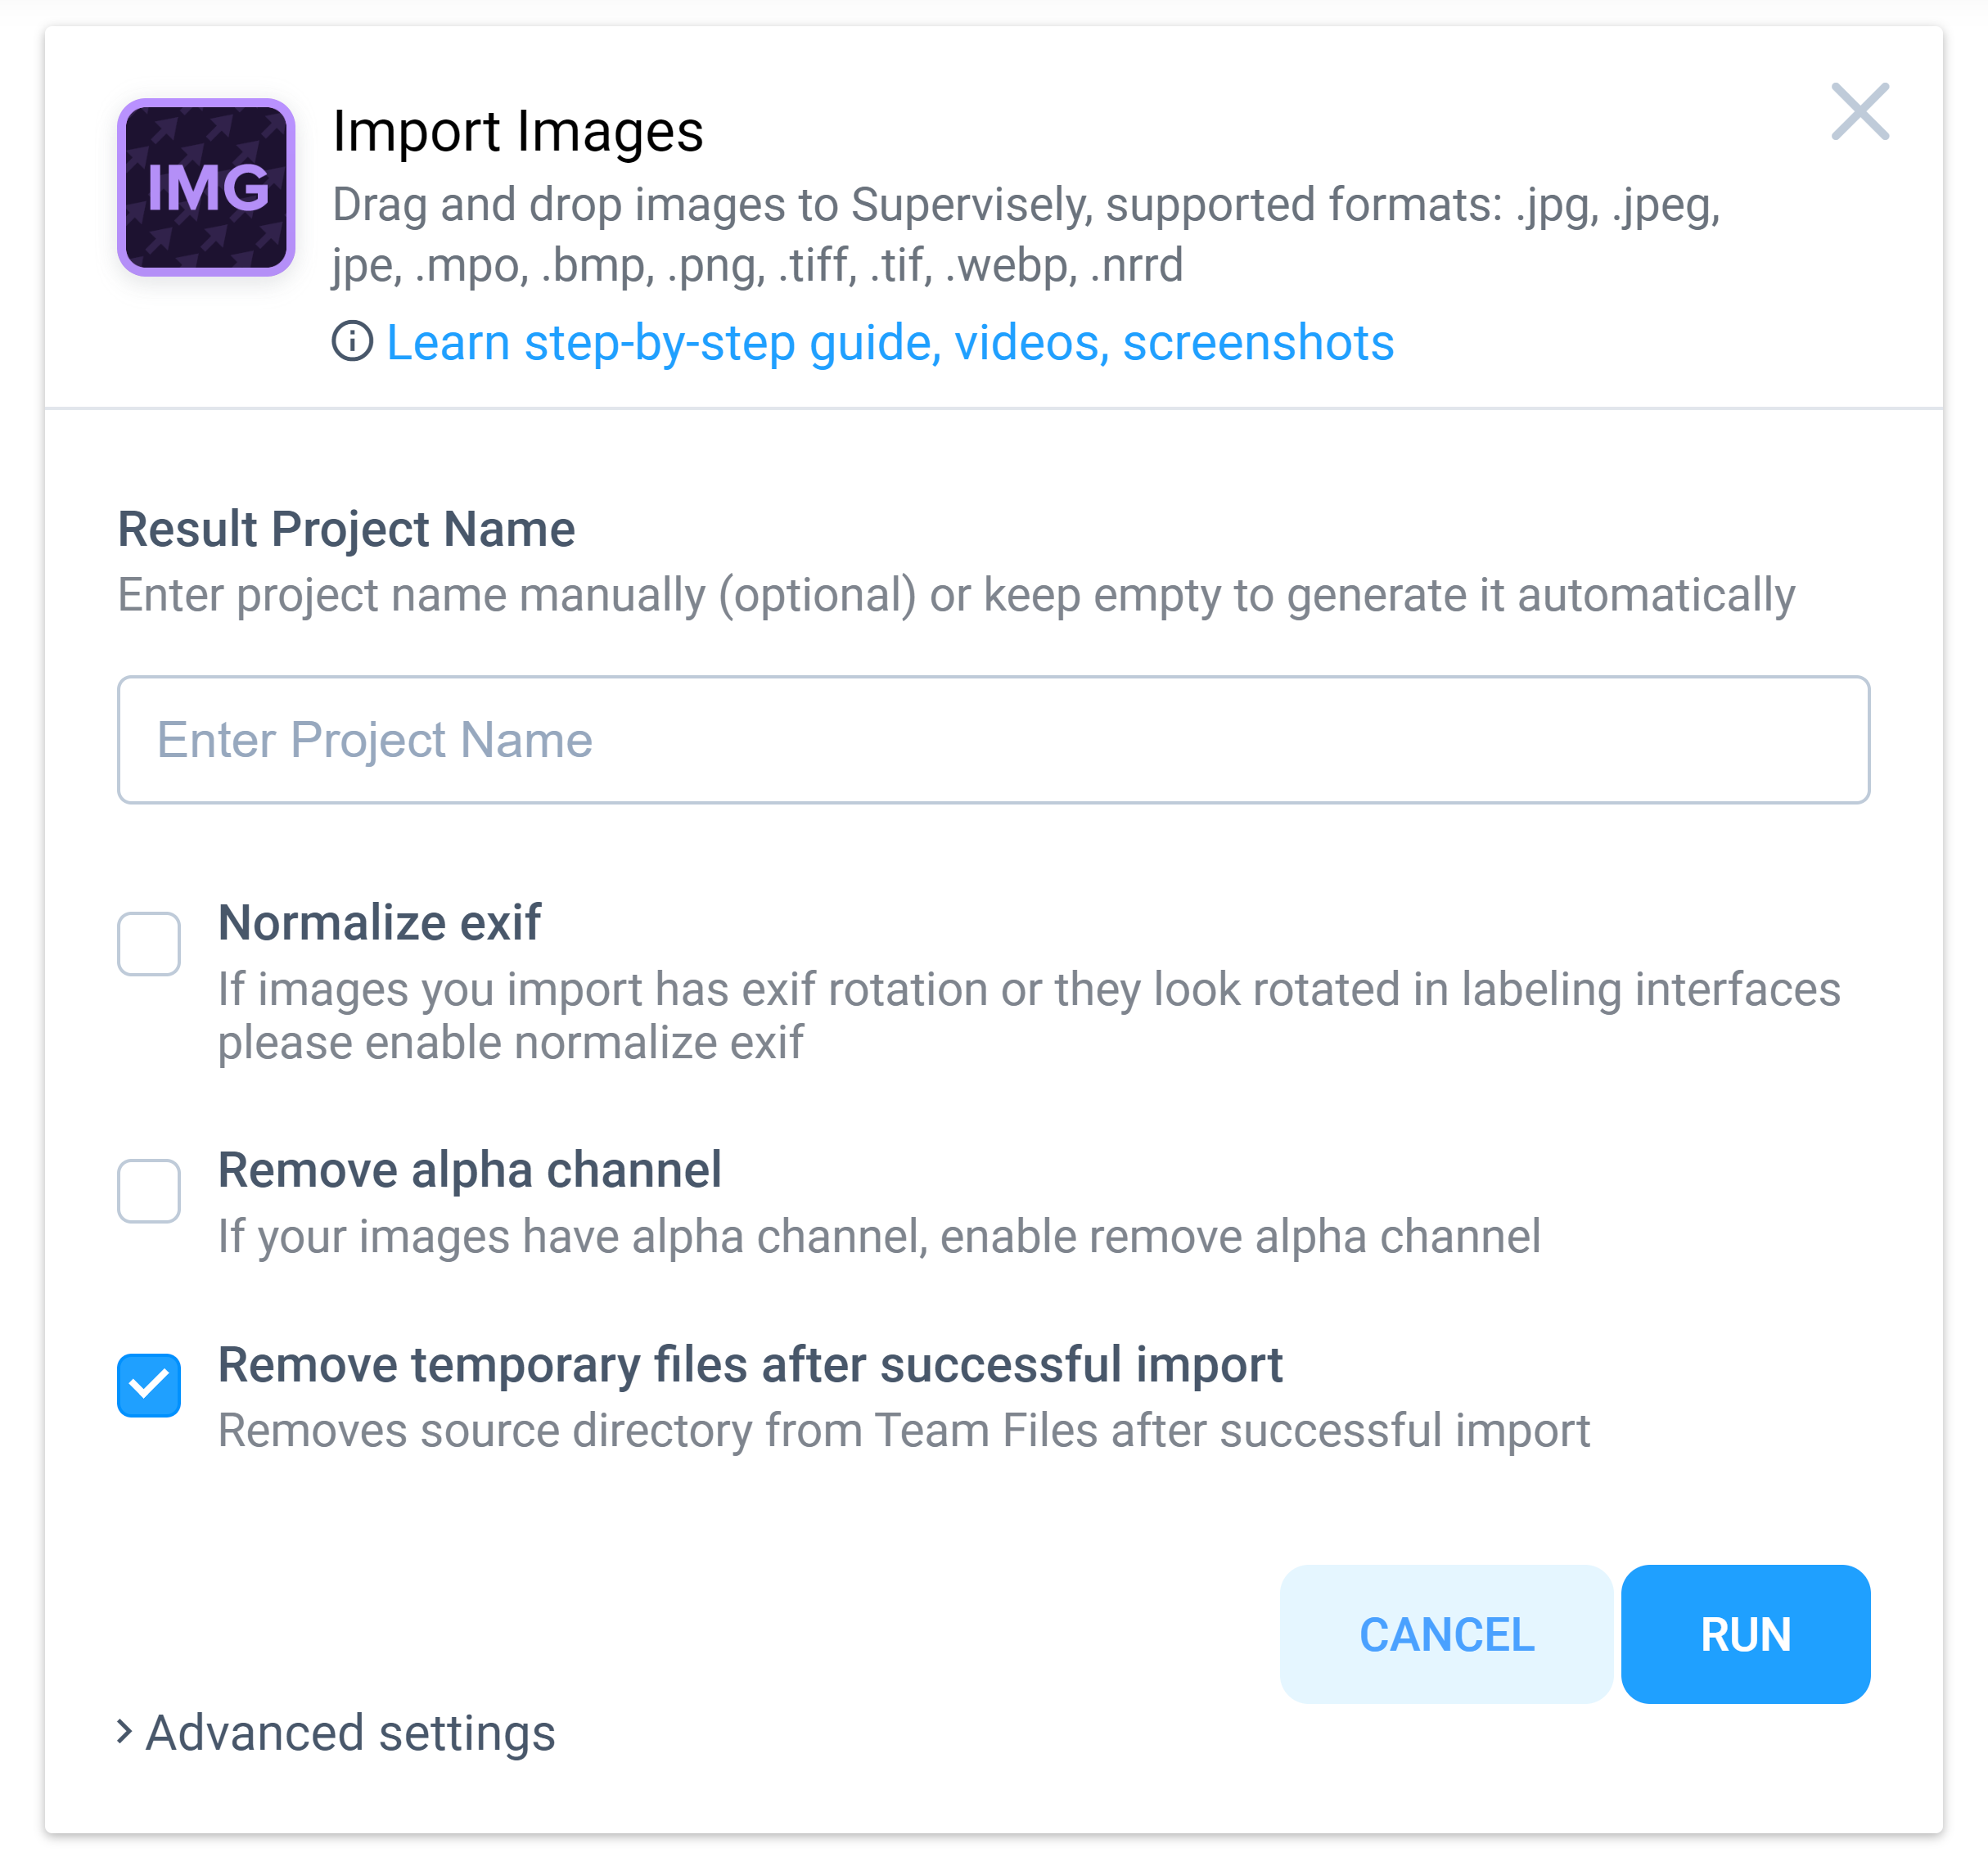 IMG
Import Images
Drag and drop images to Supervisely, supported formats: .jpg, .jpeg,
jpe, .mpo, .bmp, .png, .tiff, .tif, .webp, .nrrd
Learn step-by-step guide, videos, screenshots
Result Project Name
Enter project name manually (optional) or keep empty to generate it automatically
Enter Project Name
Normalize exif
If images you import has exif rotation or they look rotated in labeling interfaces
please enable normalize exif
Remove alpha channel
If your images have alpha channel, enable remove alpha channel
Remove temporary files after successful import
Removes source directory from Team Files after successful import
CANCEL
RUN
Advanced settings